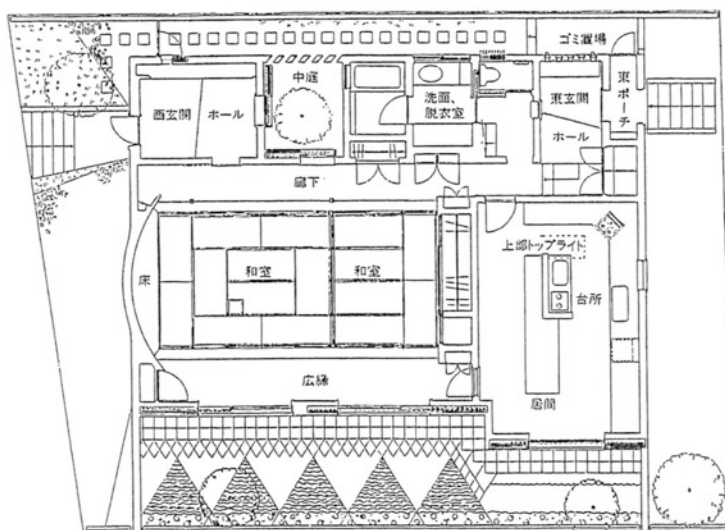 ゴミ置場
中庭
西玄関
ホール
洗面、
脱衣室
東玄関
ホール
東ポーチ
廊下
上部トップライト
床
和室
和室
台所
広縁
居間